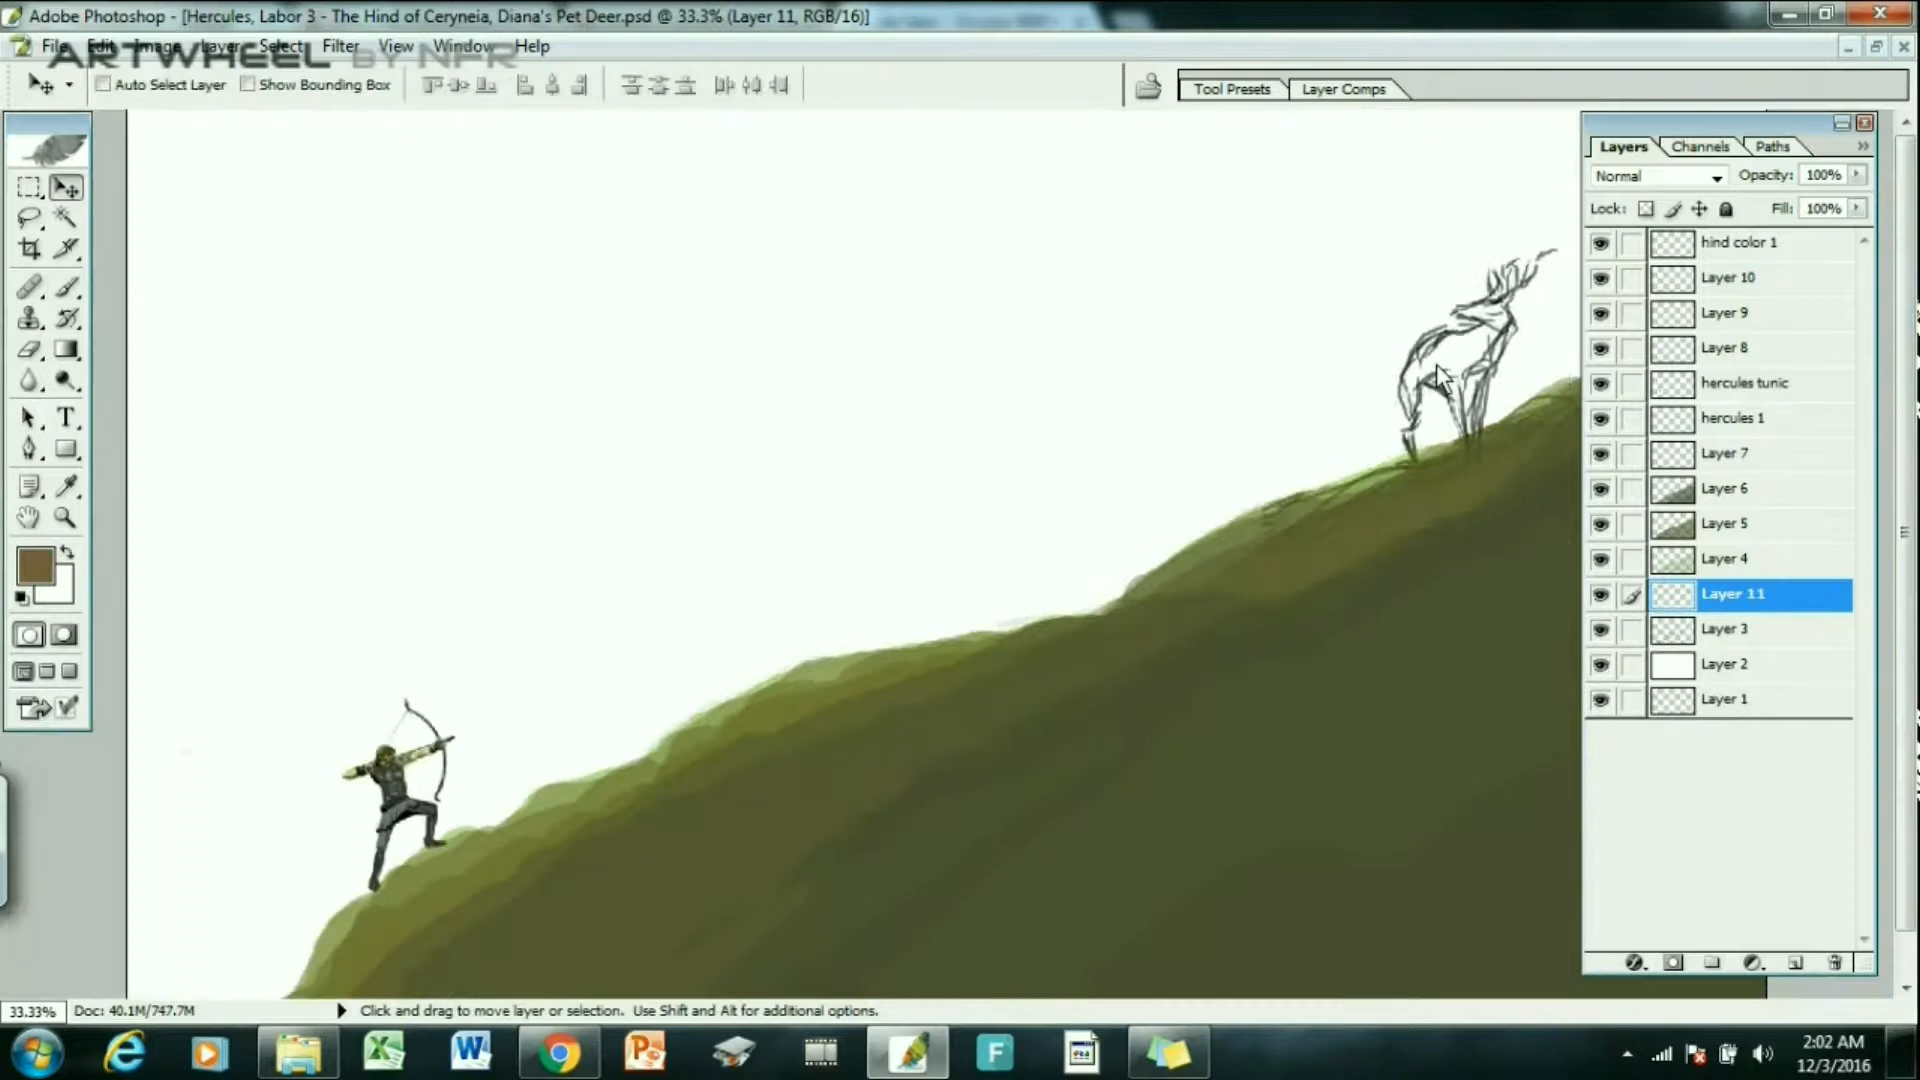 Adobe Photoshop - [Hercules, Labor 3 - The Hind of Ceryneia, Diana's Pet Deer.psd @ 33.3% (Layer 11, RGB/16)]
File Edit Image Layer Select Filter View Window Help
ARTWHEEL BY NFR
Auto Select Layer Show Bounding Box Tool Presets Layer Comps
Layers Channels Paths
Normal Opacity: 100%
Lock: Fill: 100%
hind color 1
Layer 10
Layer 9
Layer 8
hercules tunic
hercules 1
Layer 7
Layer 6
Layer 5
Layer 4
Layer 11
Layer 3
Layer 2
Layer 1
33.33% Doc: 40.1M/747.7M Click and drag to move layer or selection. Use Shift and Alt for additional options.
2:02 AM
12/3/2016